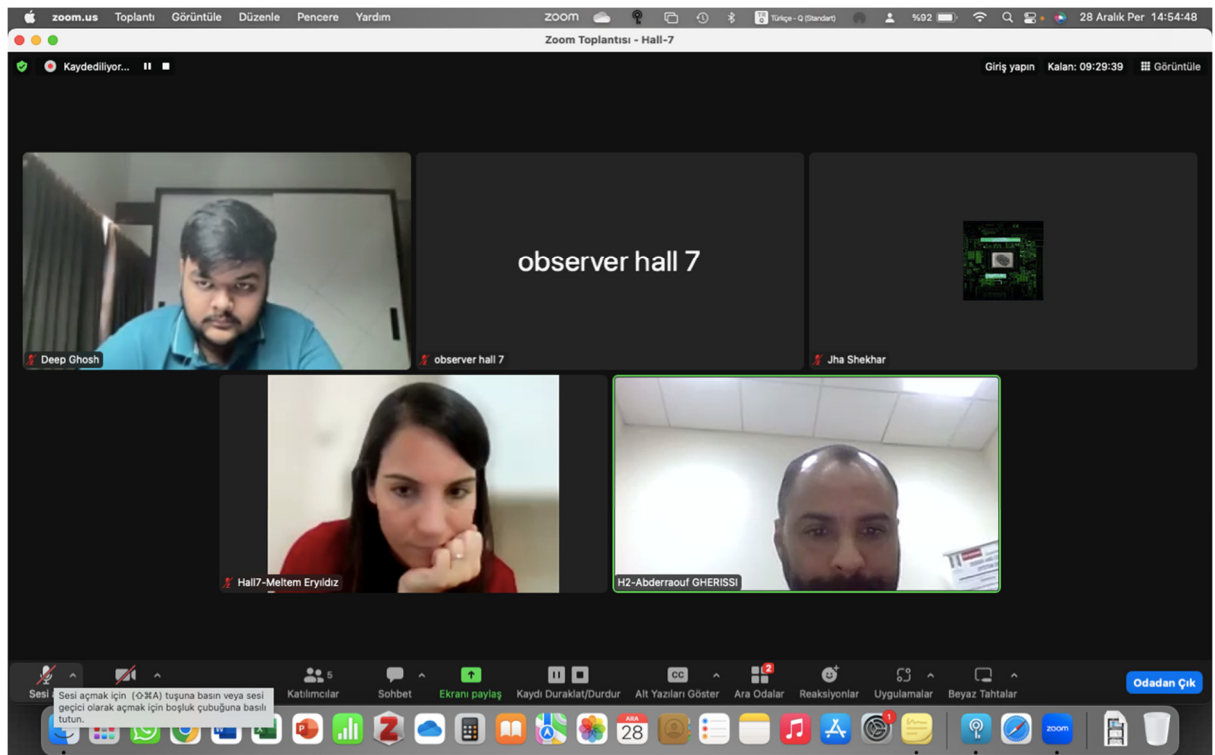 zoom.us Toplantı Görüntüle Düzenle Pencere Yardım zoom Türkçe - Q (Standart) %92 28 Aralık Per 14:54:48
Zoom Toplantısı - Hall-7
Kaydediliyor... Giriş yapın Kalan: 09:29:39 Görüntüle
observer hall 7
Deep Ghosh
observer hall 7
Jha Shekhar
Hall7-Meltem Eryıldız
H2-Abderraouf GHERISSI
5
2
CC
Sesi Katılımcılar Sohbet Ekranı paylaş Kaydı Duraklat/Durdur Alt Yazıları Göster Ara Odalar Reaksiyonlar Uygulamalar Beyaz Tahtalar Odadan Çık
Sesi açmak için (⇧⌘A) tuşuna basın veya sesi
geçici olarak açmak için boşluk çubuğuna basılı
tutun.
ARA
28
1
zoom